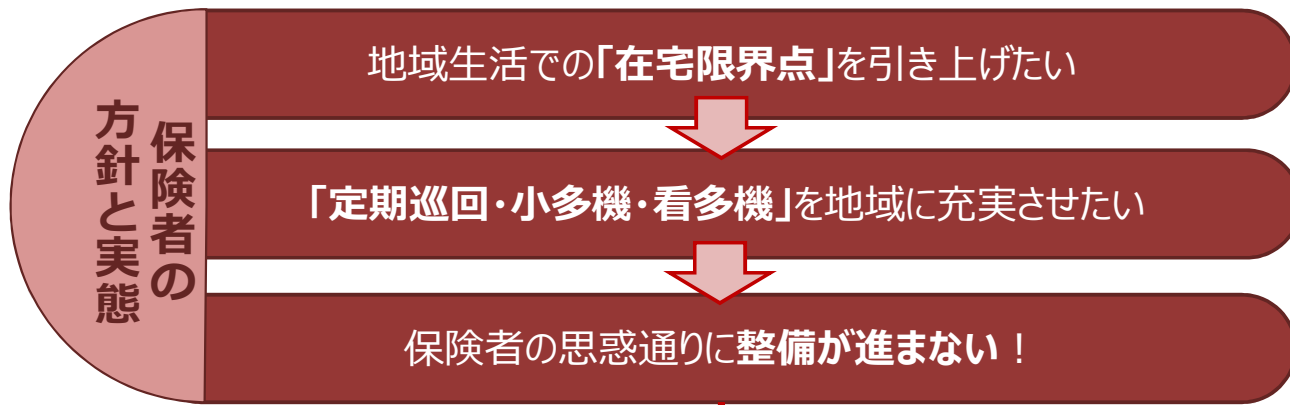 保険者の
方針と実態
地域生活での「在宅限界点」を引き上げたい
「定期巡回・小多機・看多機」を地域に充実させたい
保険者の思惑通りに整備が進まない！